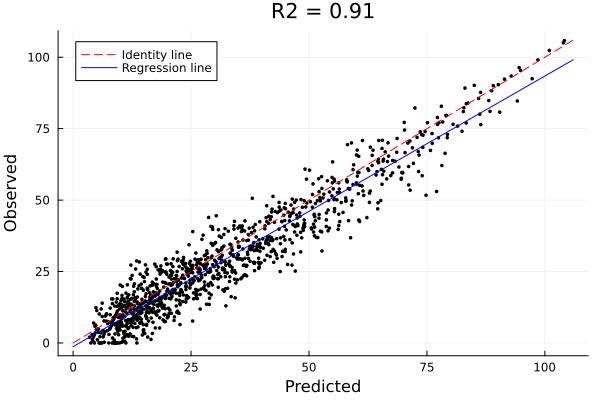 R2 = 0.91
Identity line
Regression line
Observed
100
75
50
25
0
0
25
50
75
100
Predicted